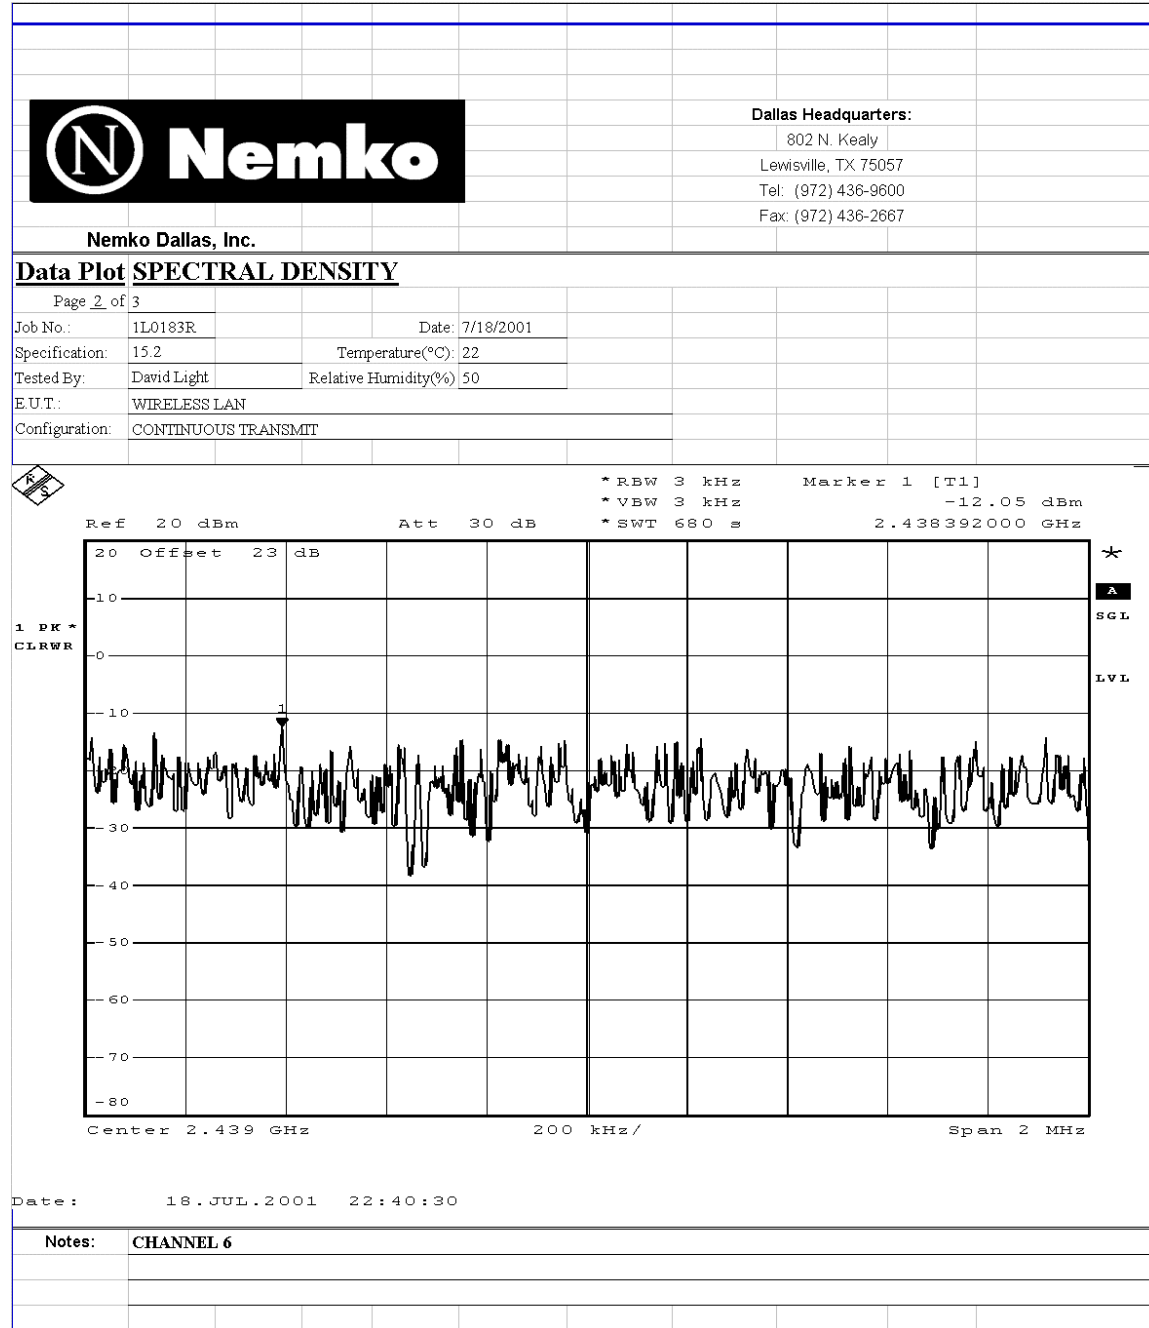 N Nemko
Dallas Headquarters:
802 N. Kealy
Lewisville, TX 75057
Tel: (972) 436-9600
Fax: (972) 436-2667
Nemko Dallas, Inc.
Data Plot SPECTRAL DENSITY
Page 2 of 3
Job No.: 1L0183R Date: 7/18/2001
Specification: 15.2 Temperature(°C): 22
Tested By: David Light Relative Humidity(%) 50
E.U.T.: WIRELESS LAN
Configuration: CONTINUOUS TRANSMIT
R S
*RBW 3 kHz Marker 1 [T1]
*VBW 3 kHz -12.05 dBm
Ref 20 dBm Att 30 dB *SWT 680 s 2.438392000 GHz
20 Offset 23 dB *
A
10
SGL
1 PK*
CLRWR
0
LVL
1
-10
-20
-30
-40
-50
-60
-70
-80
Center 2.439 GHz 200 kHz/ Span 2 MHz
Date: 18.JUL.2001 22:40:30
Notes: CHANNEL 6